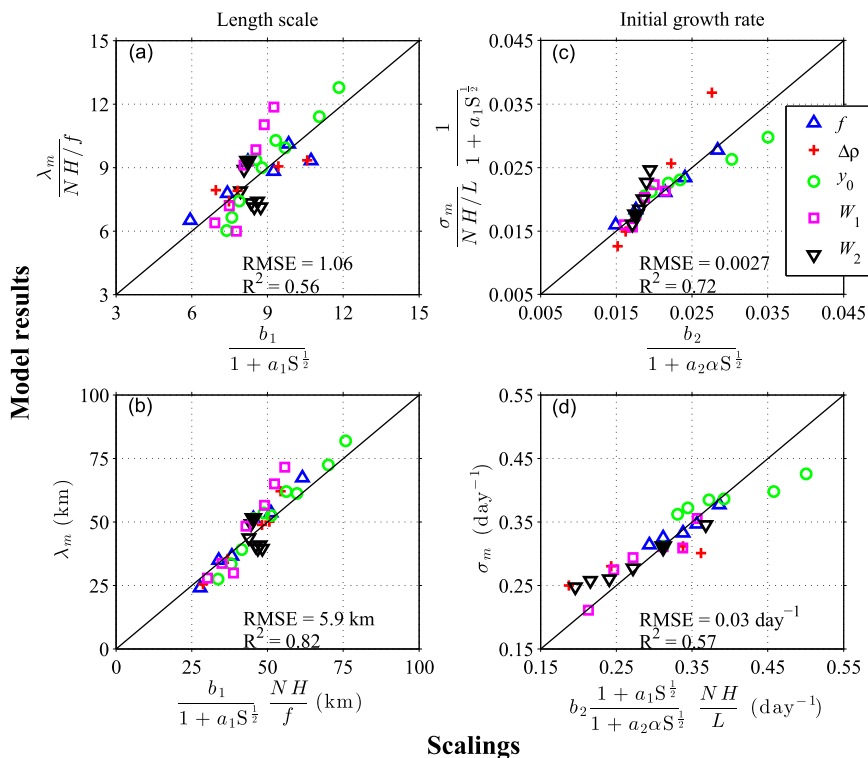 Length scale
Initial growth rate
Model results
(a)
λ_m / (NH/f)
15
12
9
6
3
3 6 9 12 15
RMSE = 1.06
R² = 0.56
b₁ / (1 + a₁S^½)
(c)
σ_m / (NH/L) 1 / (1 + a₁S^½)
0.045
0.035
0.025
0.015
0.005
0.005 0.015 0.025 0.035 0.045
RMSE = 0.0027
R² = 0.72
b₂ / (1 + a₂αS^½)
f
Δρ
y₀
W₁
W₂
(b)
λ_m (km)
100
75
50
25
0
0 25 50 75 100
RMSE = 5.9 km
R² = 0.82
b₁ / (1 + a₁S^½) NH / f (km)
(d)
σ_m (day⁻¹)
0.55
0.45
0.35
0.25
0.15
0.15 0.25 0.35 0.45 0.55
RMSE = 0.03 day⁻¹
R² = 0.57
b₂ (1 + a₁S^½) / (1 + a₂αS^½) NH / L (day⁻¹)
Scalings